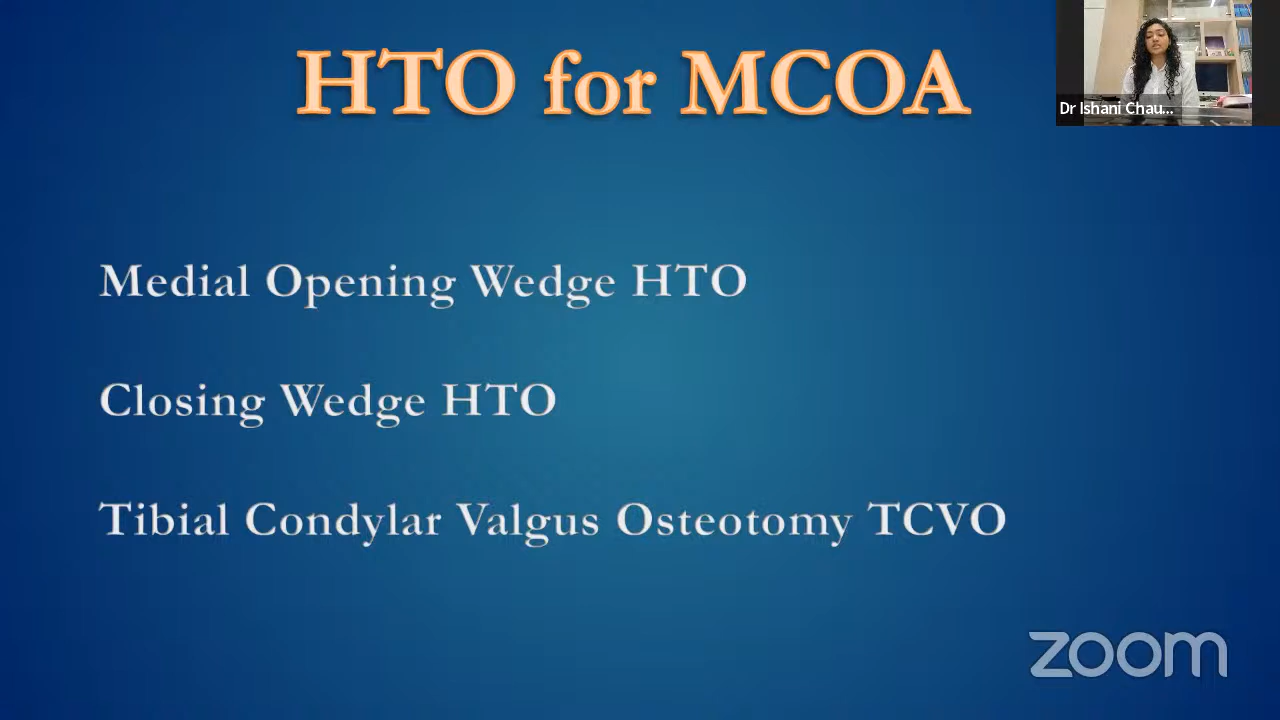 HTO for MCOA
Dr Ishani Chau...
Medial Opening Wedge HTO
Closing Wedge HTO
Tibial Condylar Valgus Osteotomy TCVO
zoom